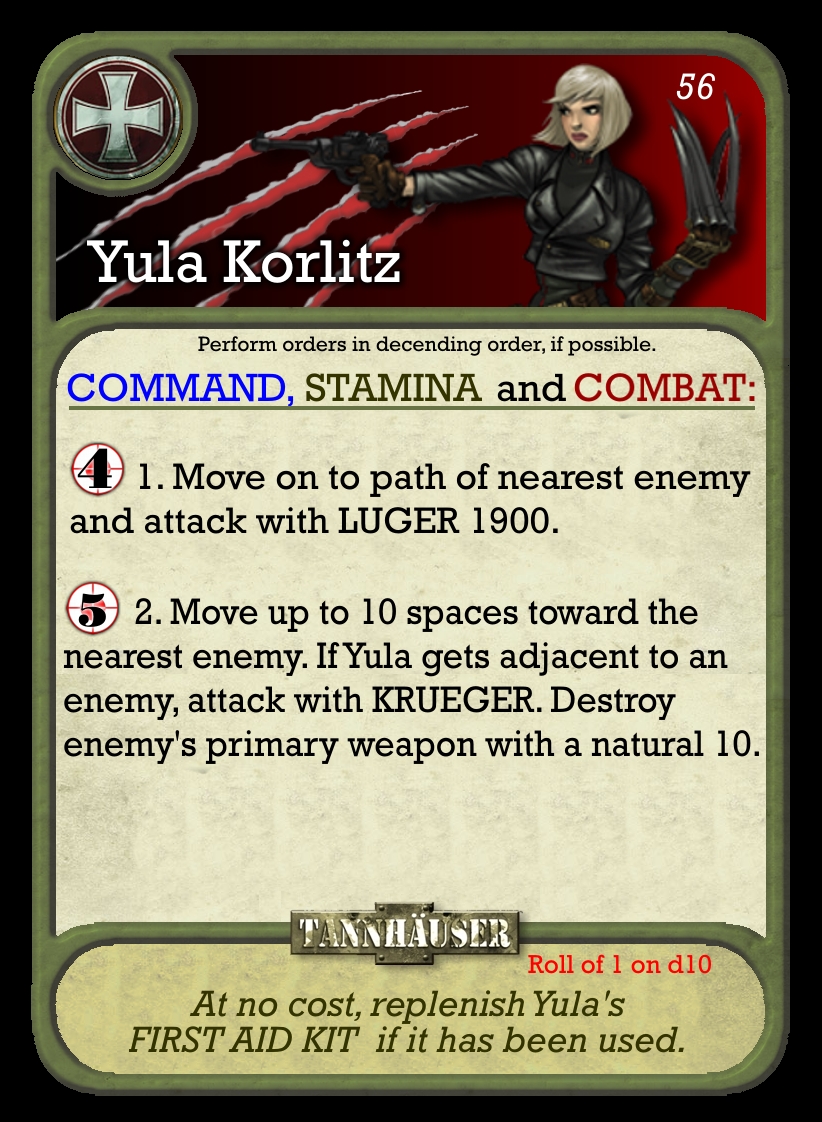 56
Yula Korlitz
Perform orders in decending order, if possible.
COMMAND, STAMINA and COMBAT:
4 1. Move on to path of nearest enemy
and attack with LUGER 1900.
5 2. Move up to 10 spaces toward the
nearest enemy. If Yula gets adjacent to an
enemy, attack with KRUEGER. Destroy
enemy's primary weapon with a natural 10.
TANNHÄUSER
Roll of 1 on d10
At no cost, replenish Yula's
FIRST AID KIT if it has been used.